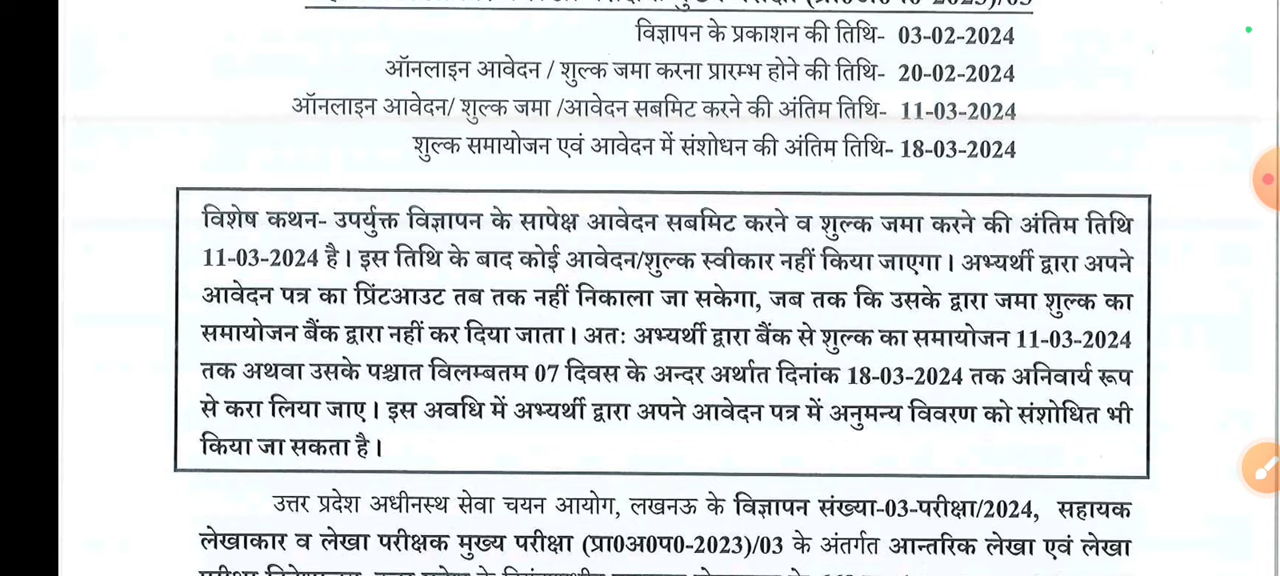 (प्रा0अ0प0-2023)/03
विज्ञापन के प्रकाशन की तिथि- 03-02-2024
ऑनलाइन आवेदन / शुल्क जमा करना प्रारम्भ होने की तिथि- 20-02-2024
ऑनलाइन आवेदन/ शुल्क जमा /आवेदन सबमिट करने की अंतिम तिथि- 11-03-2024
शुल्क समायोजन एवं आवेदन में संशोधन की अंतिम तिथि- 18-03-2024
विशेष कथन- उपर्युक्त विज्ञापन के सापेक्ष आवेदन सबमिट करने व शुल्क जमा करने की अंतिम तिथि
11-03-2024 है। इस तिथि के बाद कोई आवेदन/शुल्क स्वीकार नहीं किया जाएगा। अभ्यर्थी द्वारा अपने
आवेदन पत्र का प्रिंटआउट तब तक नहीं निकाला जा सकेगा, जब तक कि उसके द्वारा जमा शुल्क का
समायोजन बैंक द्वारा नहीं कर दिया जाता। अतः अभ्यर्थी द्वारा बैंक से शुल्क का समायोजन 11-03-2024
तक अथवा उसके पश्चात विलम्बतम 07 दिवस के अन्दर अर्थात दिनांक 18-03-2024 तक अनिवार्य रूप
से करा लिया जाए। इस अवधि में अभ्यर्थी द्वारा अपने आवेदन पत्र में अनुमन्य विवरण को संशोधित भी
किया जा सकता है।
उत्तर प्रदेश अधीनस्थ सेवा चयन आयोग, लखनऊ के विज्ञापन संख्या-03-परीक्षा/2024, सहायक
लेखाकार व लेखा परीक्षक मुख्य परीक्षा (प्रा0अ0प0-2023)/03 के अंतर्गत आन्तरिक लेखा एवं लेखा